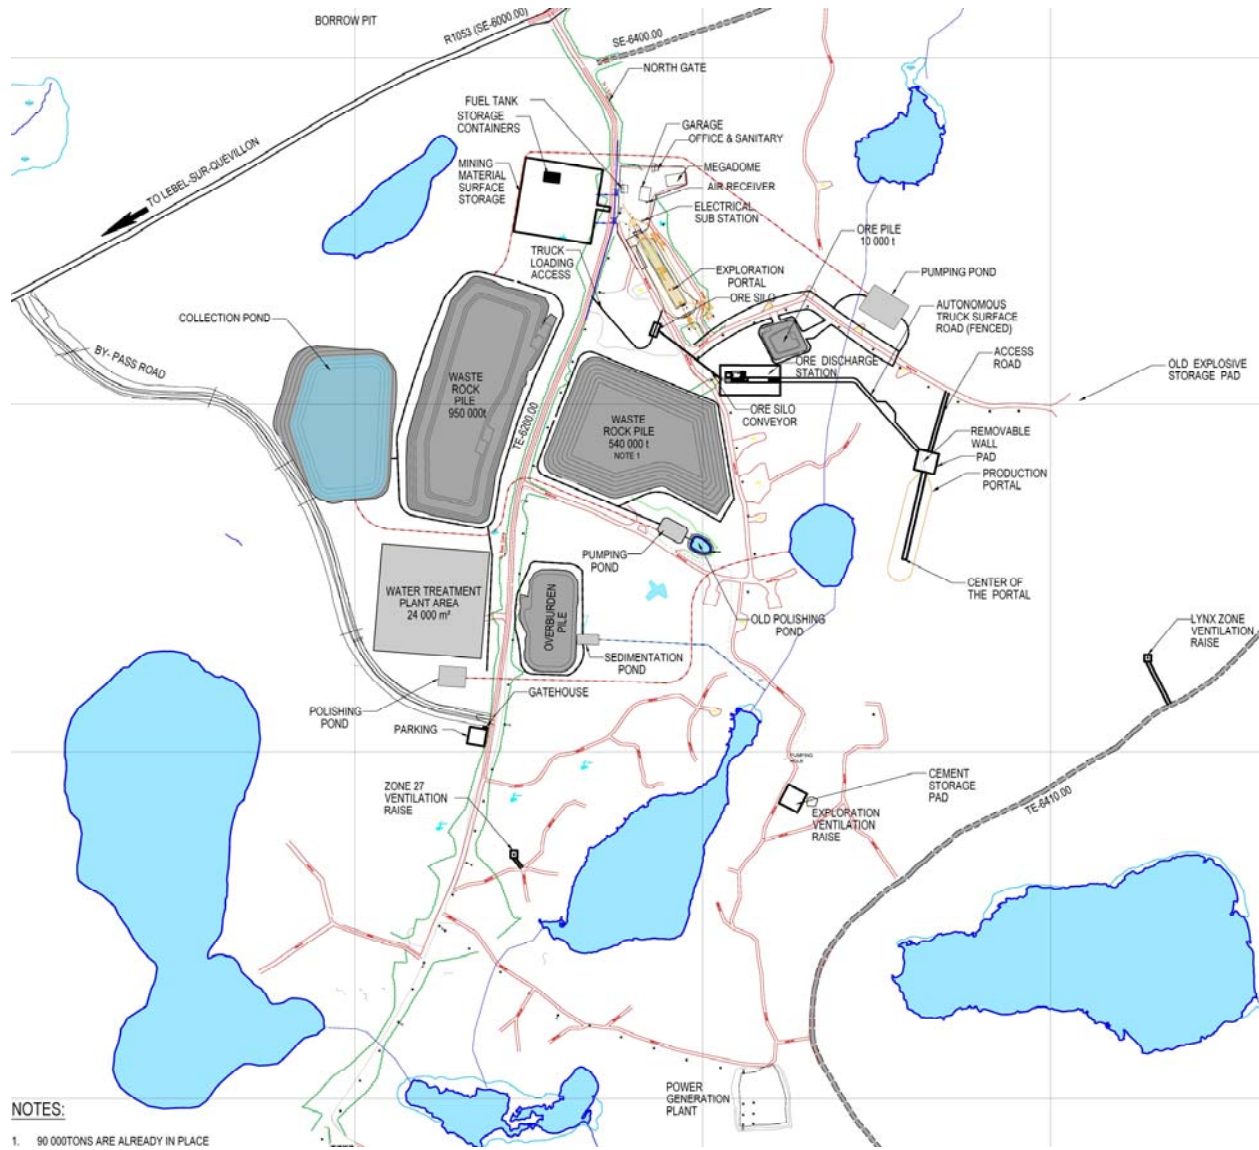 BORROW PIT
R1053 (SE-6000.00)
SE-6400.00
NORTH GATE
FUEL TANK
STORAGE
CONTAINERS
GARAGE
OFFICE & SANITARY
MINING
MATERIAL
SURFACE
STORAGE
MEGADOME
AIR RECEIVER
ELECTRICAL
SUB STATION
TO LEBEL-SUR-QUÉVILLON
ORE PILE
10 000 t
TRUCK
LOADING
ACCESS
EXPLORATION
PORTAL
ORE SILO
PUMPING POND
AUTONOMOUS
TRUCK SURFACE
ROAD (FENCED)
COLLECTION POND
BY- PASS ROAD
ACCESS
ROAD
ORE DISCHARGE
STATION
OLD EXPLOSIVE
STORAGE PAD
WASTE
ROCK
PILE
950 000t
TE-6200.00
WASTE
ROCK PILE
540 000 t
NOTE 1
ORE SILO
CONVEYOR
REMOVABLE
WALL
PAD
PRODUCTION
PORTAL
PUMPING
POND
CENTER OF
THE PORTAL
WATER TREATMENT
PLANT AREA
24 000 m²
OVERBURDEN
PILE
OLD POLISHING
POND
LYNX ZONE
VENTILATION
RAISE
SEDIMENTATION
POND
GATEHOUSE
POLISHING
POND
PARKING
ZONE 27
VENTILATION
RAISE
CEMENT
STORAGE
PAD
EXPLORATION
VENTILATION
RAISE
TE-6410.00
POWER
GENERATION
PLANT
NOTES:
1. 90 000TONS ARE ALREADY IN PLACE